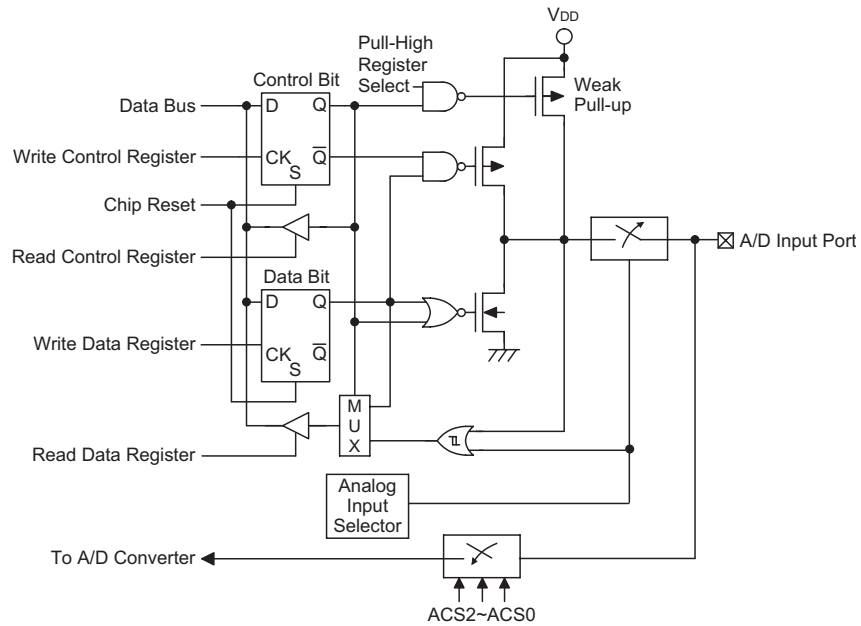 VDD
Pull-High
Register
Select
Control Bit
Weak
Pull-up
Data Bus
D
Q
Write Control Register
CK
Q
S
Chip Reset
Read Control Register
A/D Input Port
Data Bit
D
Q
Write Data Register
CK
Q
S
M
U
X
Read Data Register
Analog
Input
Selector
To A/D Converter
ACS2~ACS0